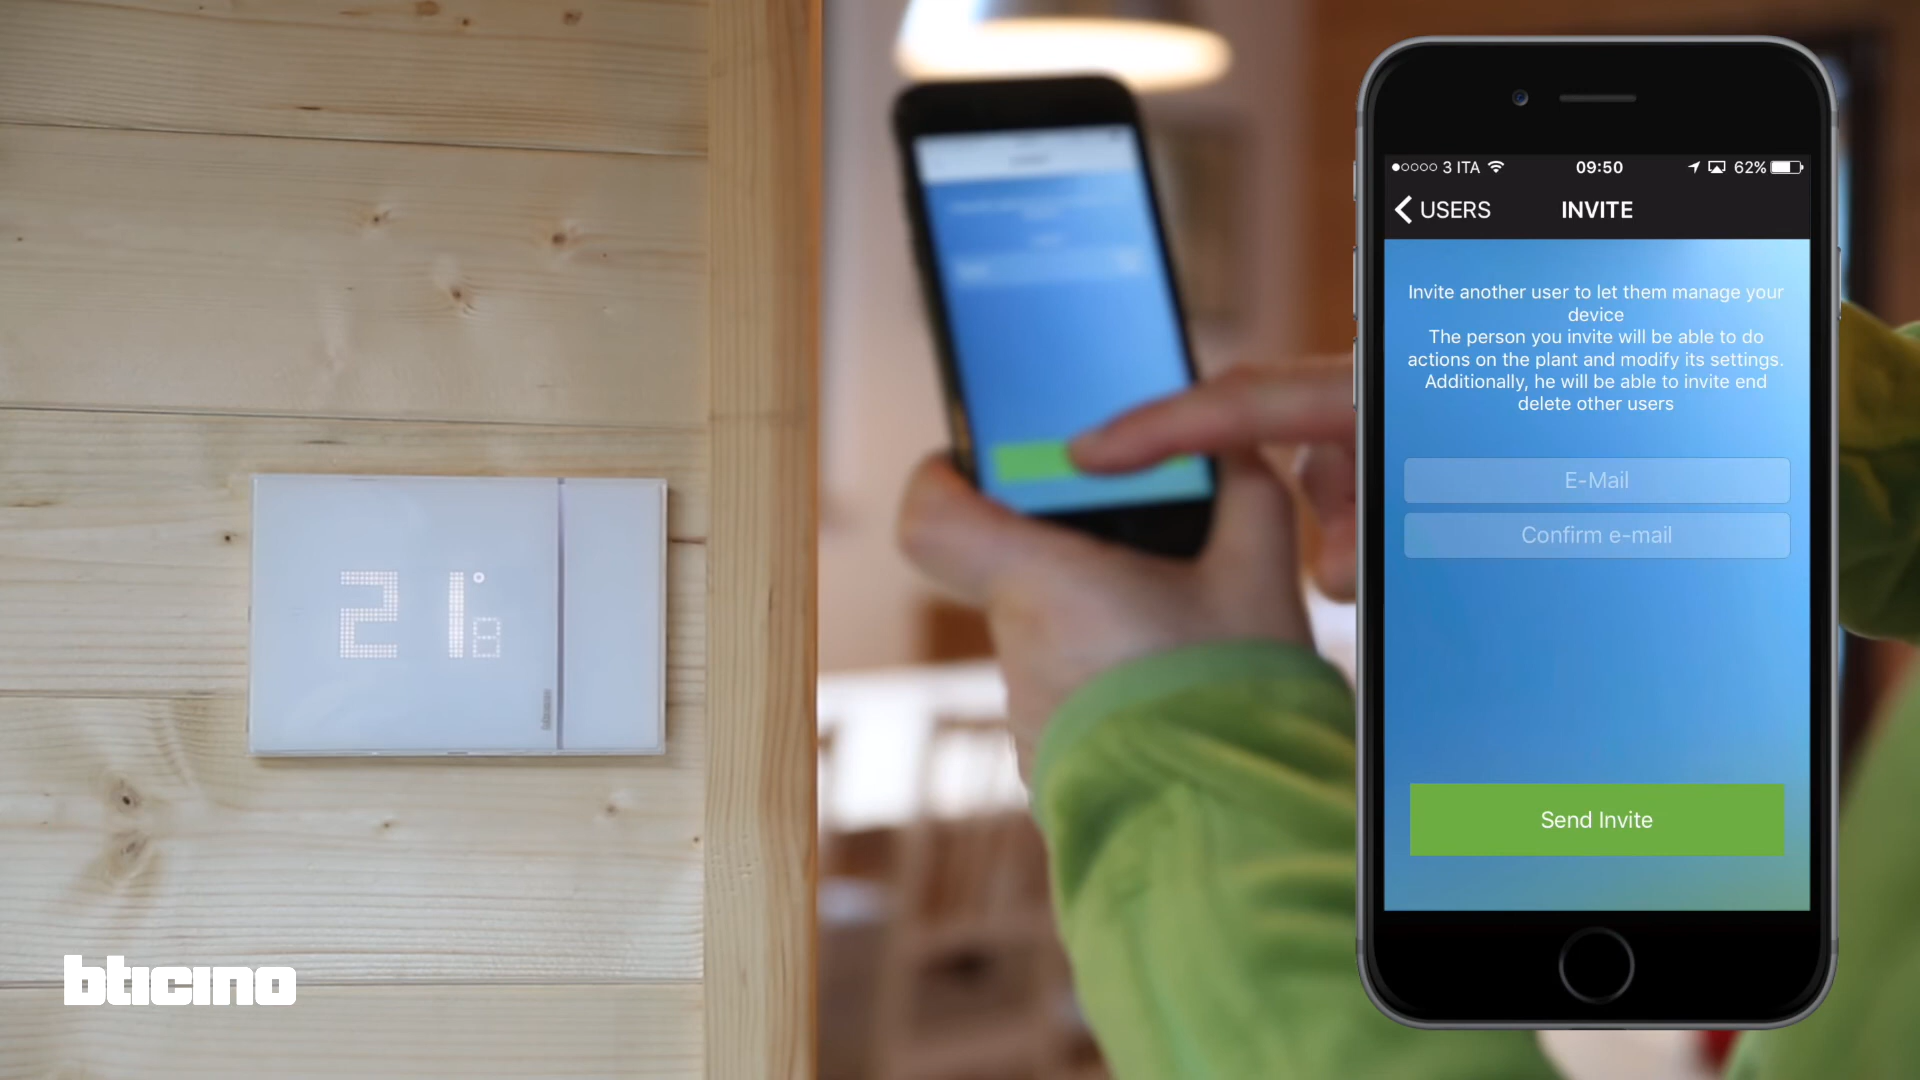 21°8
bticino
3 ITA 09:50 62%
USERS INVITE
Invite another user to let them manage your
device
The person you invite will be able to do
actions on the plant and modify its settings.
Additionally, he will be able to invite end
delete other users
E-Mail
Confirm e-mail
Send Invite